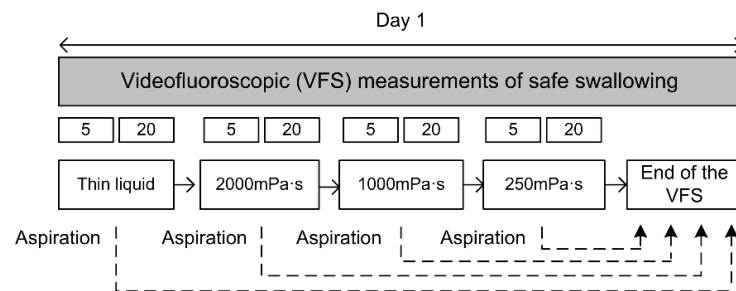 Day 1
Videofluoroscopic (VFS) measurements of safe swallowing
5 20 5 20 5 20 5 20
Thin liquid 2000mPa·s 1000mPa·s 250mPa·s End of the
VFS
Aspiration Aspiration Aspiration Aspiration